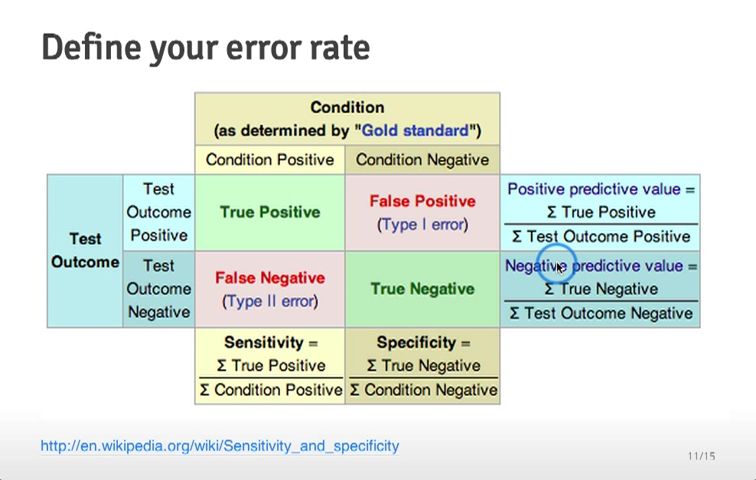 Define your error rate
Condition
(as determined by "Gold standard")
Condition Positive
Condition Negative
Test
Outcome
Test
Outcome
Positive
True Positive
False Positive
(Type I error)
Positive predictive value =
Σ True Positive
Σ Test Outcome Positive
Test
Outcome
Negative
False Negative
(Type II error)
True Negative
Negative predictive value =
Σ True Negative
Σ Test Outcome Negative
Sensitivity =
Σ True Positive
Σ Condition Positive
Specificity =
Σ True Negative
Σ Condition Negative
http://en.wikipedia.org/wiki/Sensitivity_and_specificity
11/15